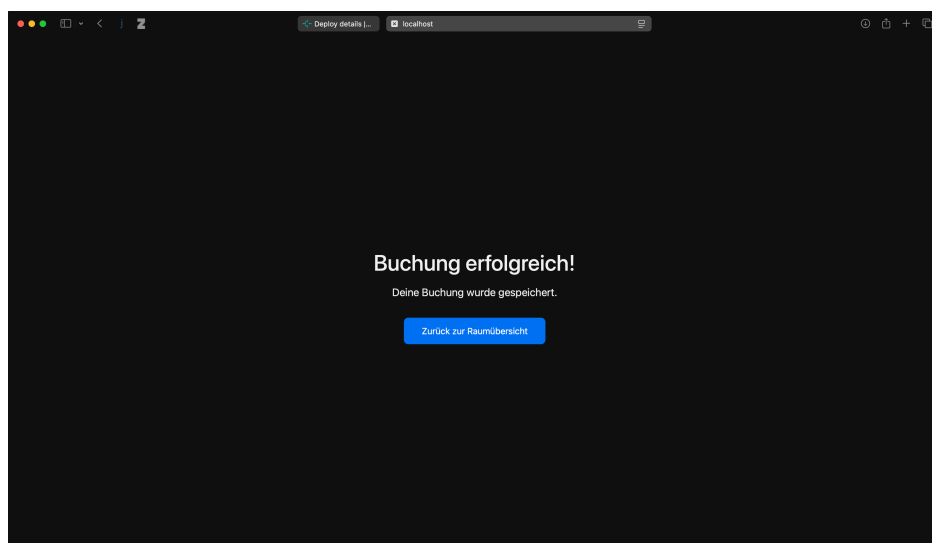 Deploy details |...
localhost
Buchung erfolgreich!
Deine Buchung wurde gespeichert.
Zurück zur Raumübersicht